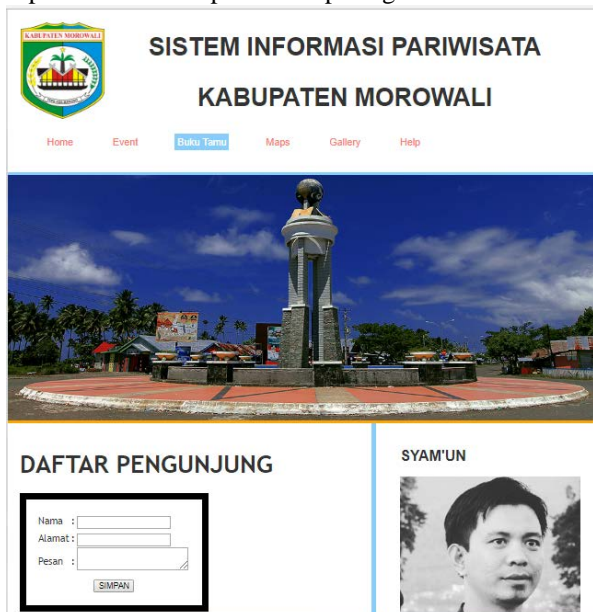 KABUPATEN MOROWALI
SISTEM INFORMASI PARIWISATA
KABUPATEN MOROWALI
Home Event Buku Tamu Maps Gallery Help
DAFTAR PENGUNJUNG
Nama :
Alamat :
Pesan :
SIMPAN
SYAM'UN